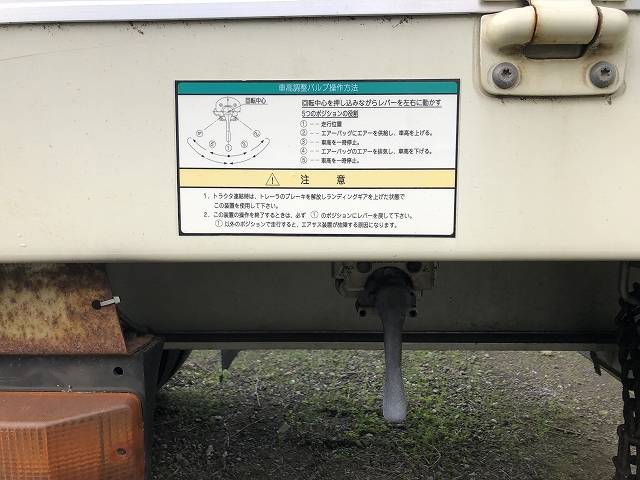 車高調整バルブ操作方法
回転中心
回転中心を押し込みながらレバーを左右に動かす
5つのポジションの役割
① −− 走行位置
② −− エアーバッグにエアーを供給し、車高を上げる。
③ −− 車高を一時停止。
④ −− エアーバッグのエアーを排気し、車高を下げる。
⑤ −− 車高を一時停止。
⚠ 注 意
1. トラクタ連結時は、トレーラのブレーキを解放しランディングギアを上げた状態で
この装置を使用して下さい。
2. この装置の操作を終了するときは、必ず ① のポジションにレバーを戻して下さい。
① 以外のポジションで走行すると、エアサス装置が故障する原因になります。